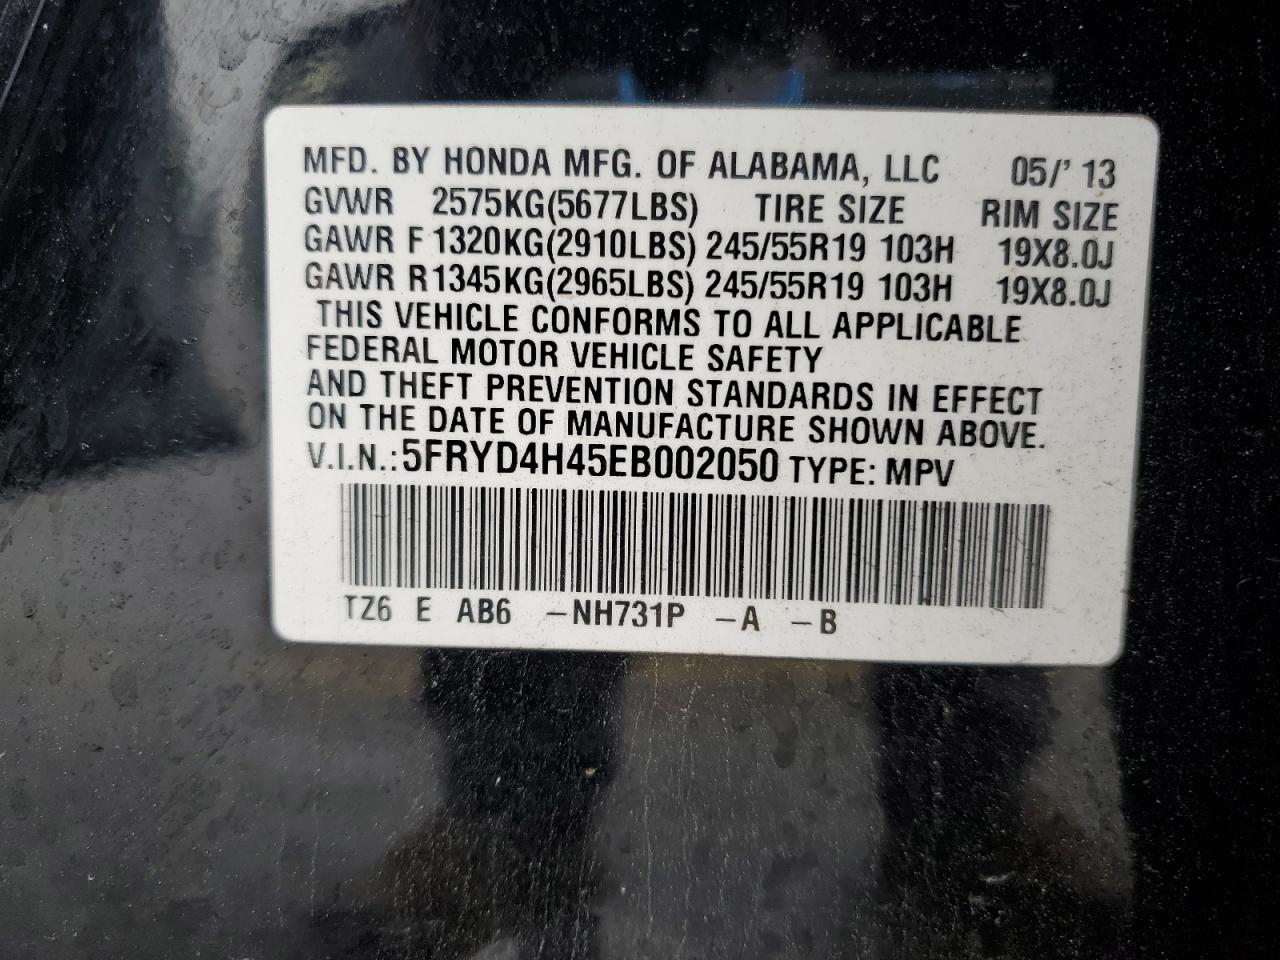 MFD. BY HONDA MFG. OF ALABAMA, LLC 05/' 13
GVWR 2575KG(5677LBS) TIRE SIZE RIM SIZE
GAWR F 1320KG(2910LBS) 245/55R19 103H 19X8.0J
GAWR R 1345KG(2965LBS) 245/55R19 103H 19X8.0J
THIS VEHICLE CONFORMS TO ALL APPLICABLE
FEDERAL MOTOR VEHICLE SAFETY
AND THEFT PREVENTION STANDARDS IN EFFECT
ON THE DATE OF MANUFACTURE SHOWN ABOVE.
V.I.N.: 5FRYD4H45EB002050 TYPE: MPV
TZ6 E AB6 -NH731P -A -B